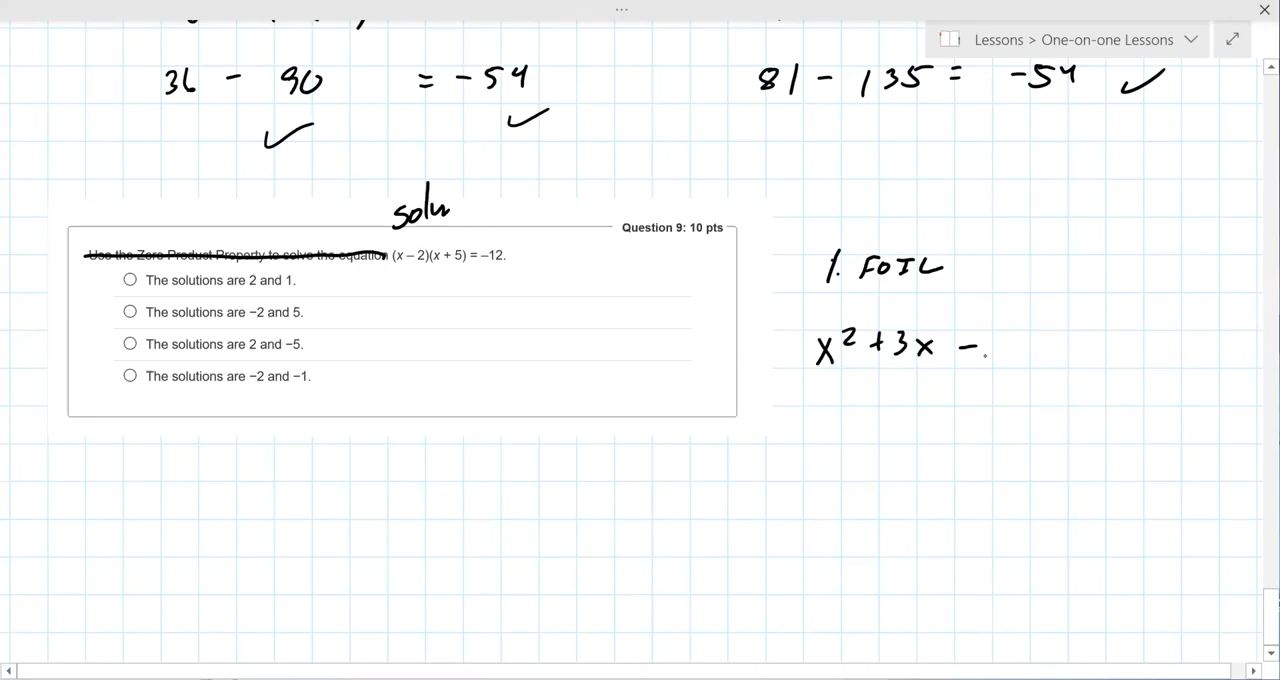 Lessons > One-on-one Lessons
36 - 90 = -54
81 - 135 = -54
solv
Question 9: 10 pts
Use the Zero Product Property to solve the equation (x – 2)(x + 5) = –12.
The solutions are 2 and 1.
The solutions are −2 and 5.
The solutions are 2 and −5.
The solutions are −2 and −1.
1. FOIL
x² + 3x -